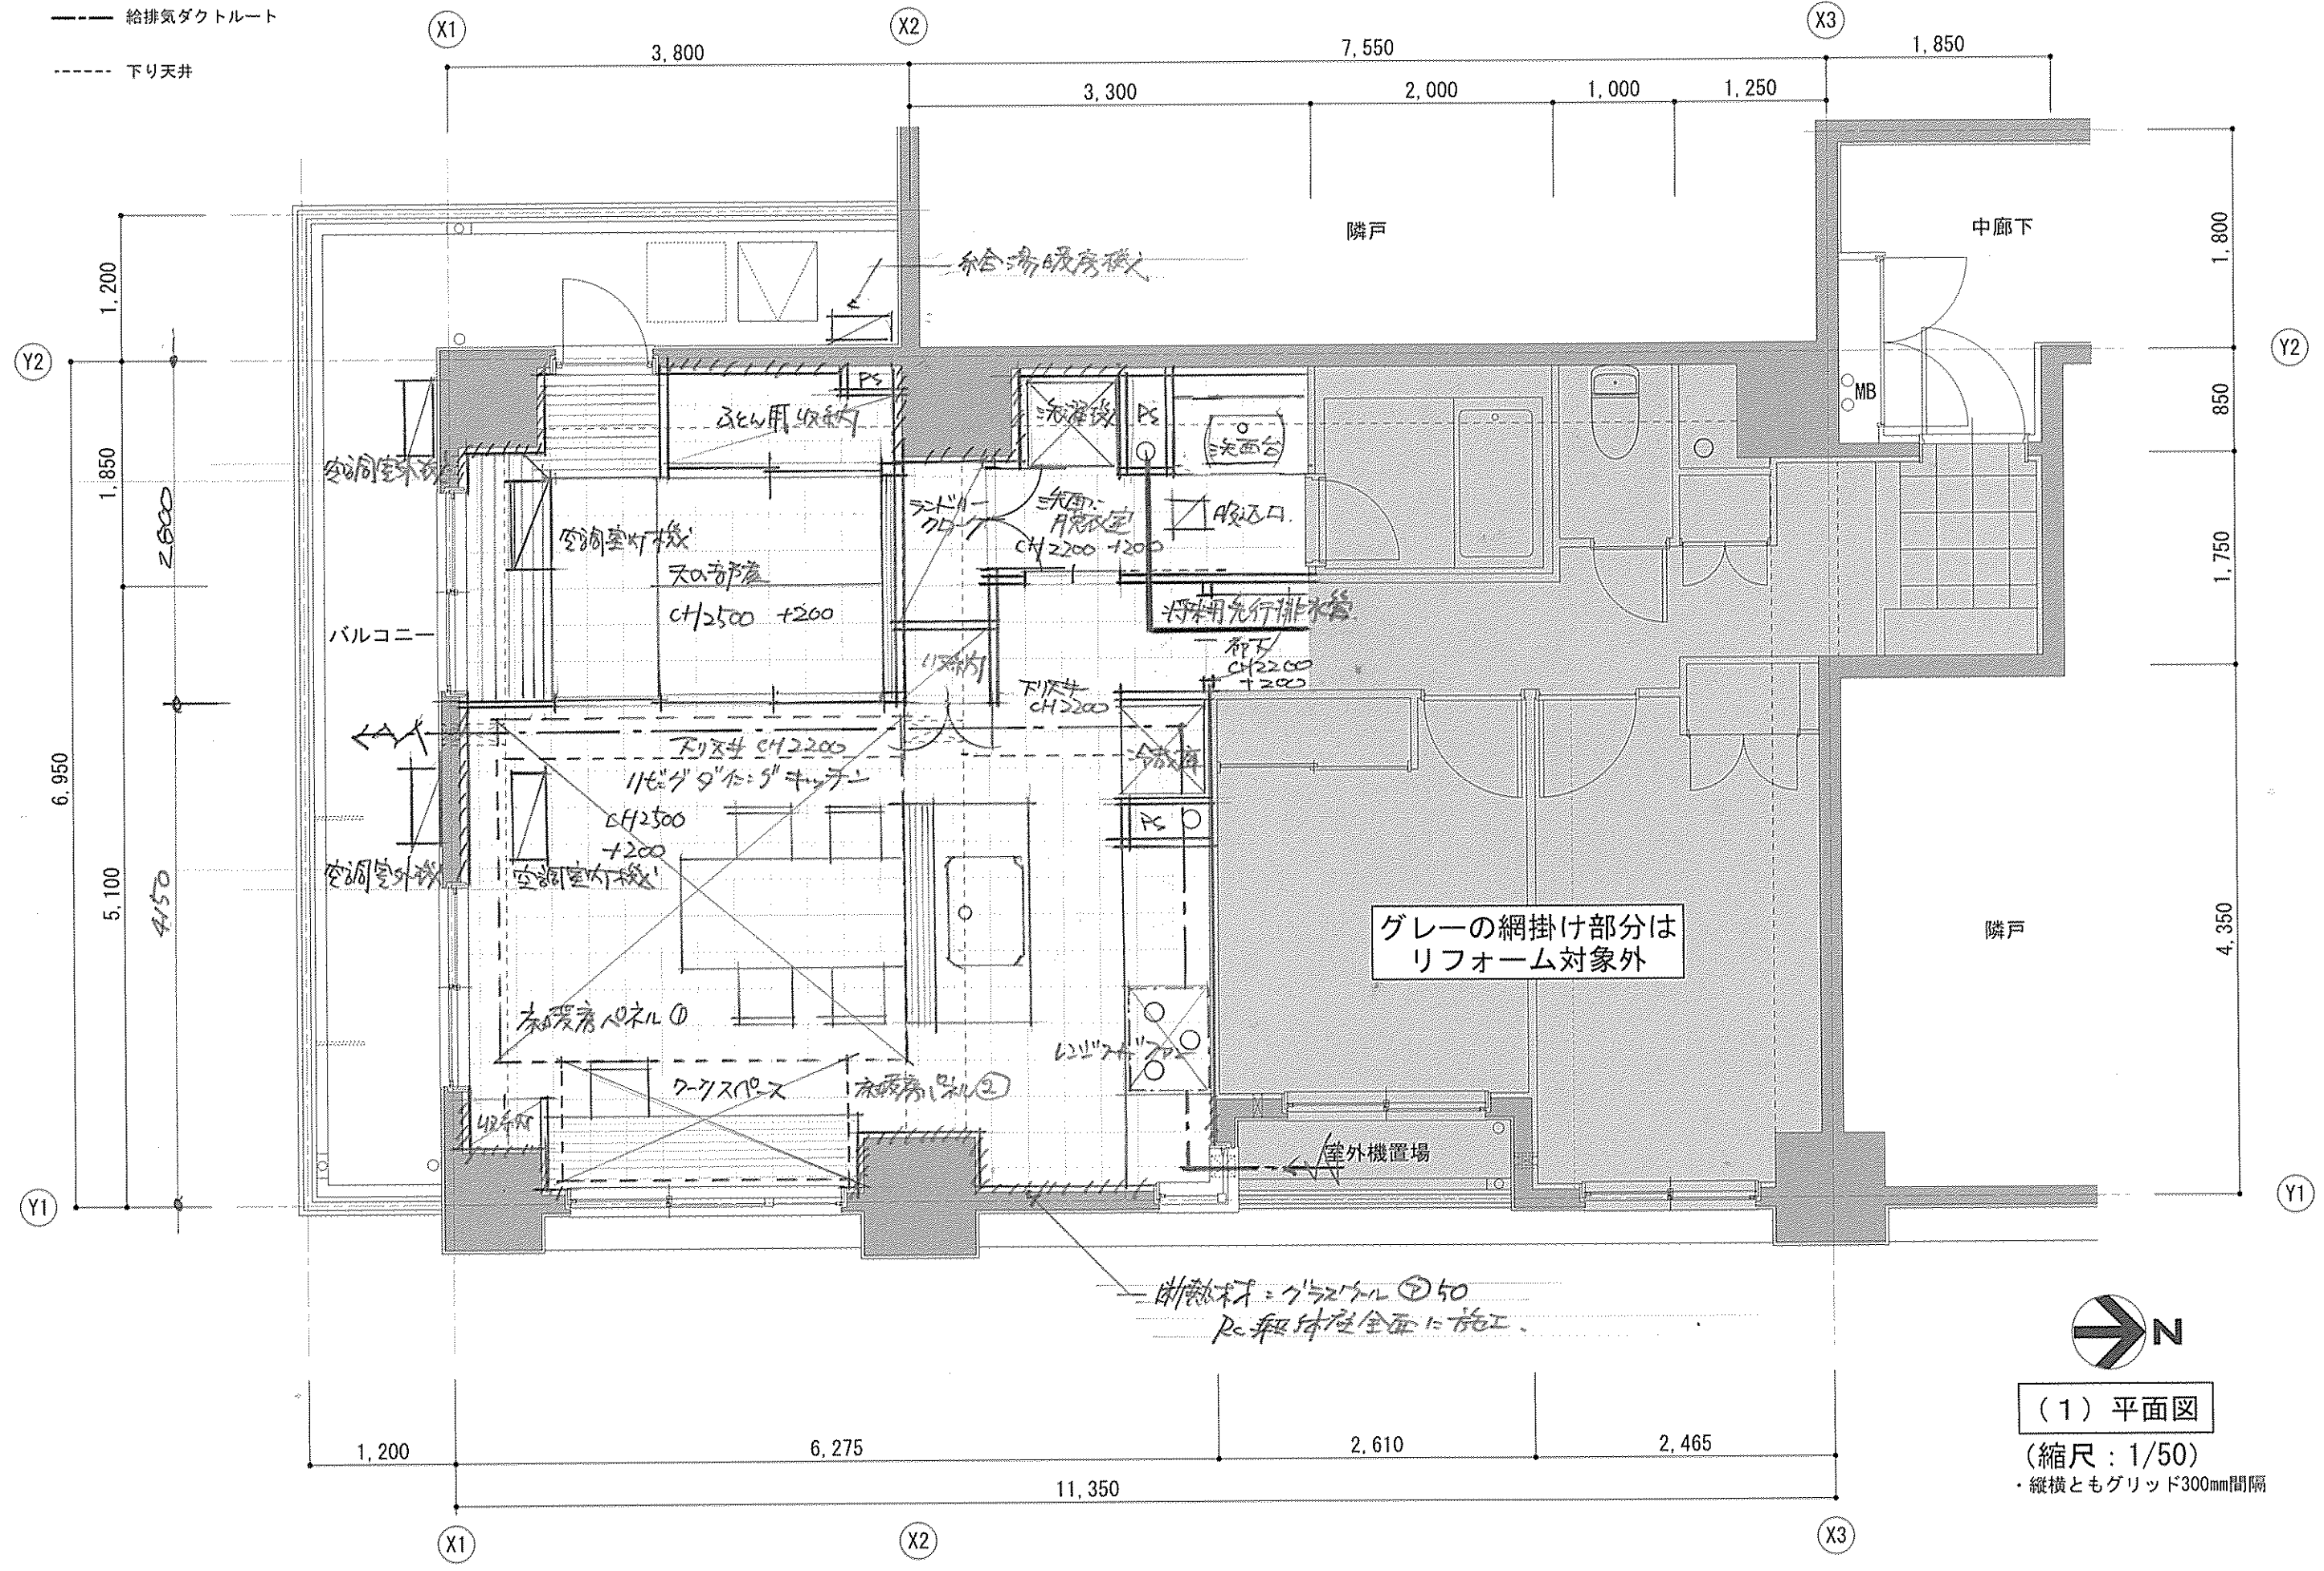 給排気ダクトルート
下り天井
X1
X2
X3
3,800
7,550
1,850
3,300
2,000
1,000
1,250
隣戸
中廊下
給湯暖房機
1,200
1,800
Y2
Y2
PS
MB
850
ふとん用収納
洗濯機
PS
洗面台
空調室外機
1,850
2800
ランドリー
クローク
洗面・
脱衣室
CH2200 +200
吸込口
空調室内機
夫の部屋
CH2500 +200
1,750
将来用先行排水管
バルコニー
収納
廊下
CH2200
+200
下り天井
CH2200
下り天井 CH2200
リビングダイニングキッチン
CH2500
+200
冷蔵庫
PS
6,950
5,100
4150
空調室外機
空調室内機
グレーの網掛け部分は
リフォーム対象外
隣戸
4,350
床暖房パネル①
レンジフードファン
ワークスペース
床暖房パネル②
収納
室外機置場
Y1
Y1
断熱材:グラスウール ㋐50
RC躯体壁全面に施工.
N
(1)平面図
(縮尺:1/50)
・縦横ともグリッド300㎜間隔
1,200
6,275
2,610
2,465
11,350
X1
X2
X3